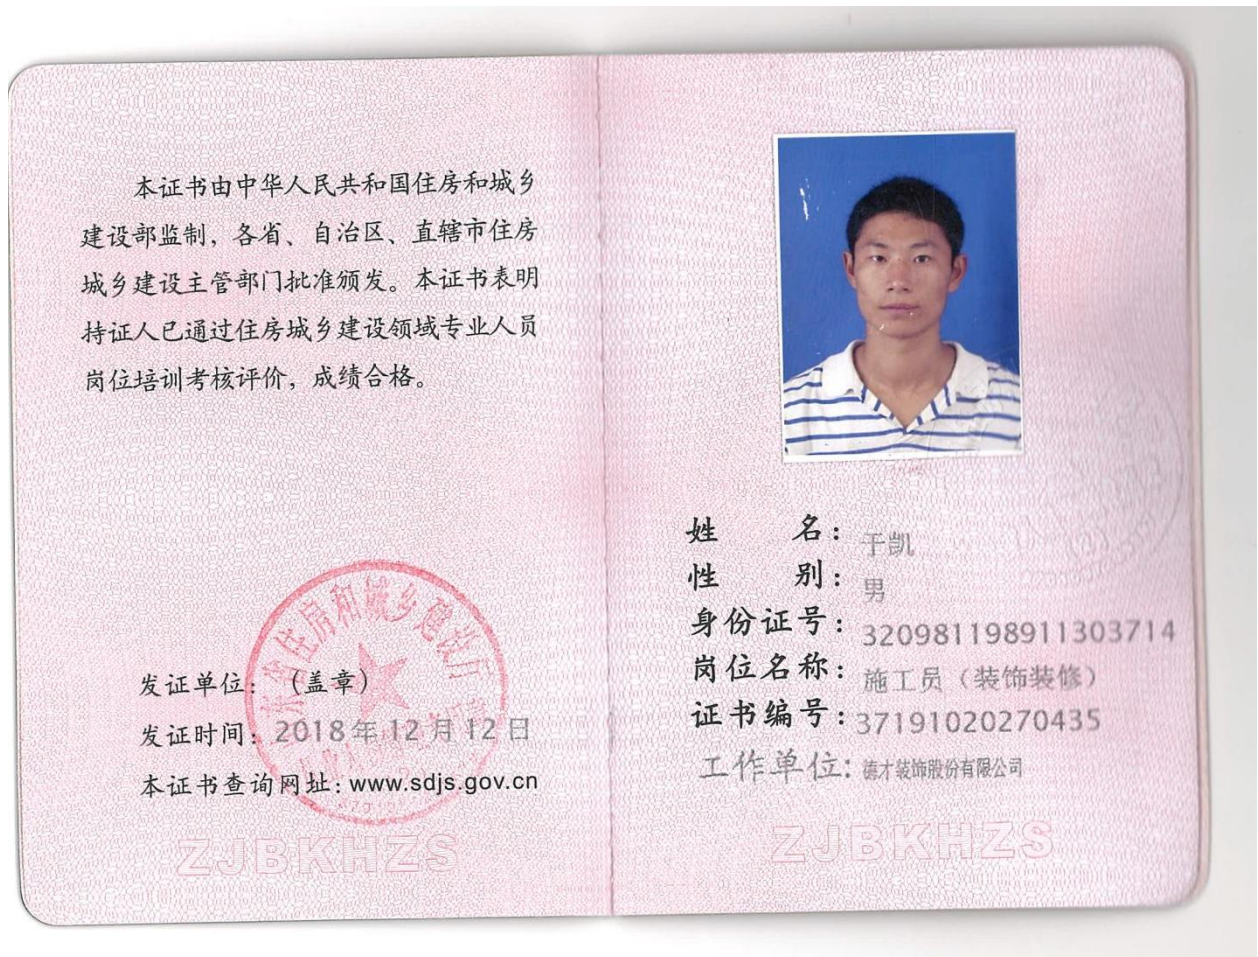 本证书由中华人民共和国住房和城乡
建设部监制，各省、自治区、直辖市住房
城乡建设主管部门批准颁发。本证书表明
持证人已通过住房城乡建设领域专业人员
岗位培训考核评价，成绩合格。
住房和城乡建设厅
发证单位：（盖章）
发证时间：2018年12月12日
本证书查询网址：www.sdjs.gov.cn
ZJBKHZS
姓 名：于凯
性 别：男
身份证号：320981198911303714
岗位名称：施工员（装饰装修）
证书编号：37191020270435
工作单位：德才装饰股份有限公司
ZJBKHZS